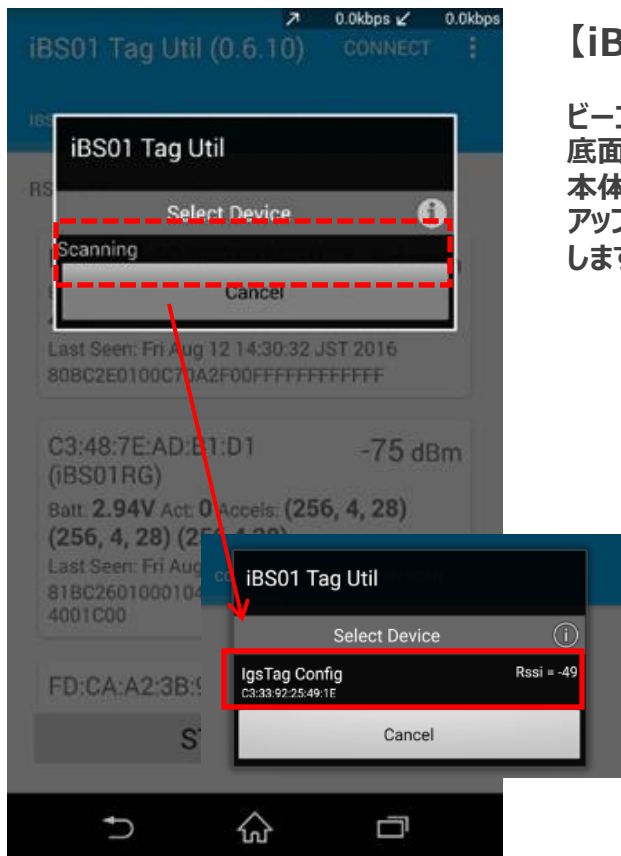 0.0kbps 0.0kbps
iBS01 Tag Util (0.6.10) CONNECT
iBS01 Tag Util
Select Device
Scanning
Cancel
Last Seen: Fri Aug 12 14:30:32 JST 2016
80BC2E0100C70A2F00FFFFFFFFFFFF
C3:48:7E:AD:B1:D1 -75 dBm
(iBS01RG)
Batt: 2.94V Act: 0 Accels: (256, 4, 28)
(256, 4, 28)
Last Seen: Fri Aug
81BC260100010
4001C00
FD:CA:A2:3B:
iBS01 Tag Util
Select Device
IgsTag Config Rssi = -49
C3:33:92:25:49:1E
Cancel
【iB
ビーコ
底面
本体
アップ
します